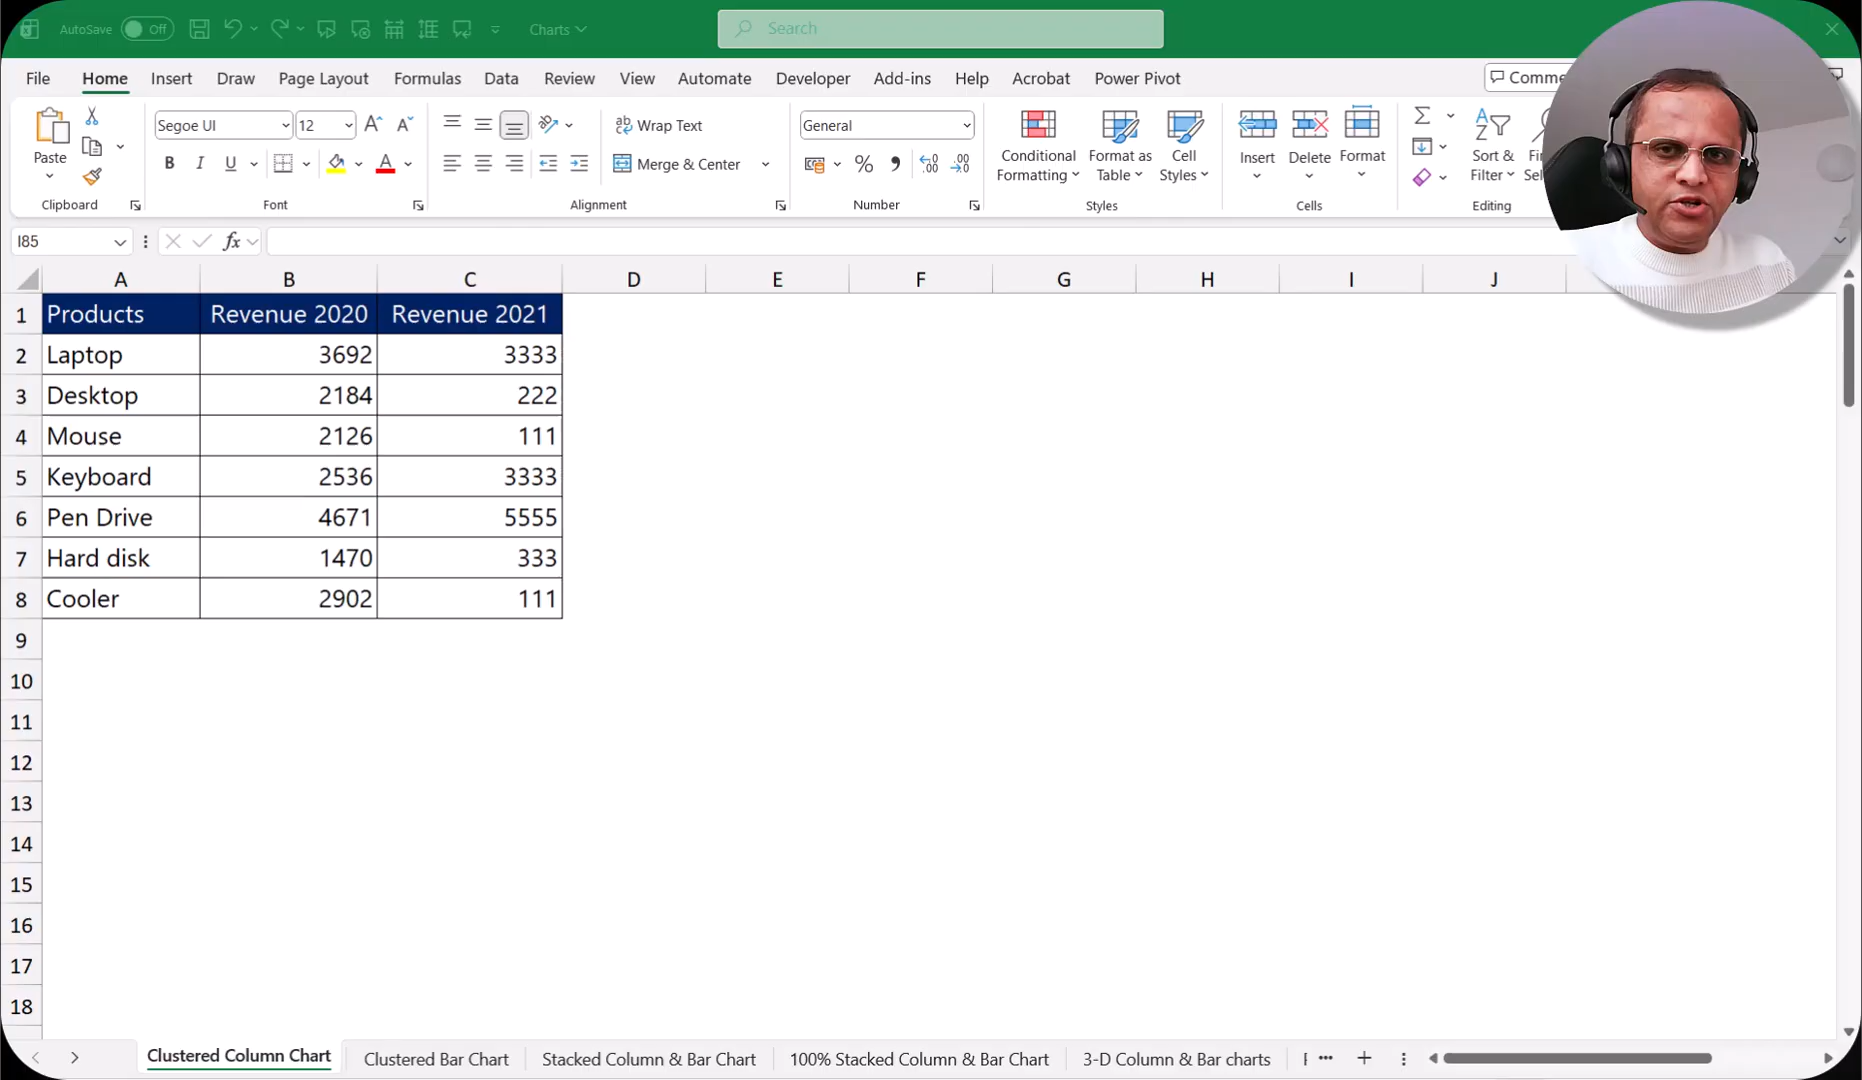 AutoSave Off Charts Search
File Home Insert Draw Page Layout Formulas Data Review View Automate Developer Add-ins Help Acrobat Power Pivot
Paste
Clipboard
Segoe UI 12
B I U A
Font
Wrap Text
Merge & Center
Alignment
General
Number
Conditional Formatting
Format as Table
Cell Styles
Styles
Insert Delete Format
Cells
Sort & Filter
Editing
I85 fx
A B C D E F G H I J
1 Products Revenue 2020 Revenue 2021
2 Laptop 3692 3333
3 Desktop 2184 222
4 Mouse 2126 111
5 Keyboard 2536 3333
6 Pen Drive 4671 5555
7 Hard disk 1470 333
8 Cooler 2902 111
9
10
11
12
13
14
15
16
17
18
Clustered Column Chart Clustered Bar Chart Stacked Column & Bar Chart 100% Stacked Column & Bar Chart 3-D Column & Bar charts